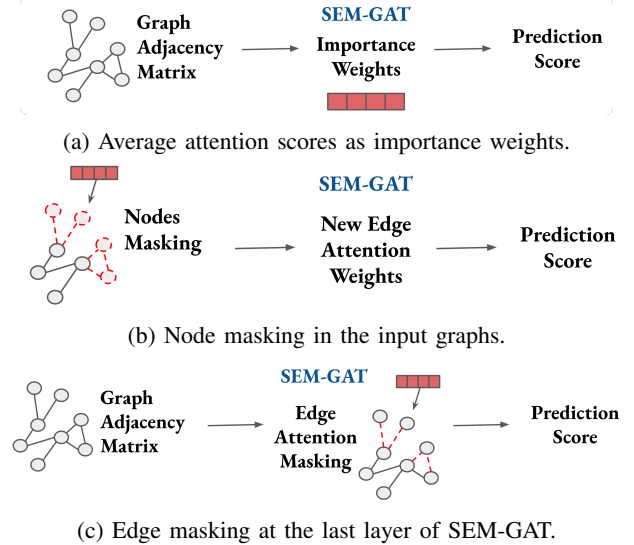 Graph
Adjacency
Matrix
SEM-GAT
Importance
Weights
Prediction
Score
(a) Average attention scores as importance weights.
Nodes
Masking
SEM-GAT
New Edge
Attention
Weights
Prediction
Score
(b) Node masking in the input graphs.
Graph
Adjacency
Matrix
SEM-GAT
Edge
Attention
Masking
Prediction
Score
(c) Edge masking at the last layer of SEM-GAT.